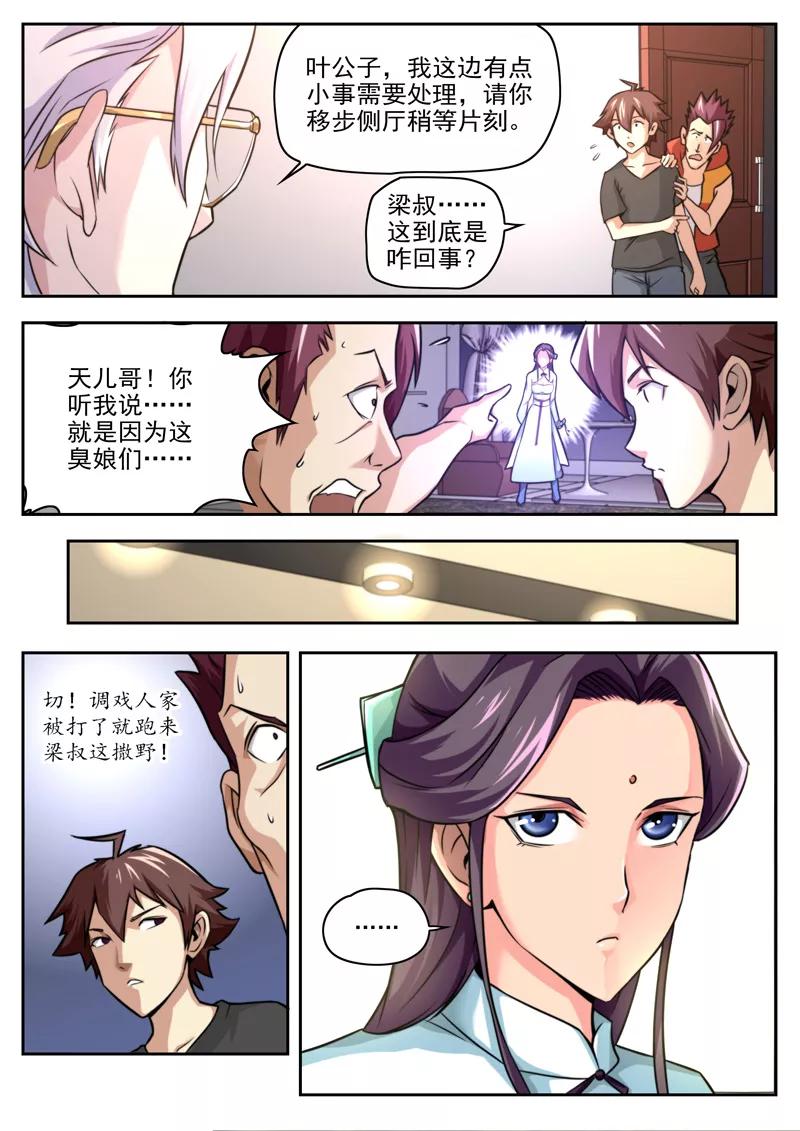 叶公子，我这边有点
小事需要处理，请你
移步侧厅稍等片刻。
梁叔……
这到底是
咋回事？
天儿哥！你
听我说……
就是因为这
臭娘们……
切！调戏人家
被打了就跑来
梁叔这撒野！
……